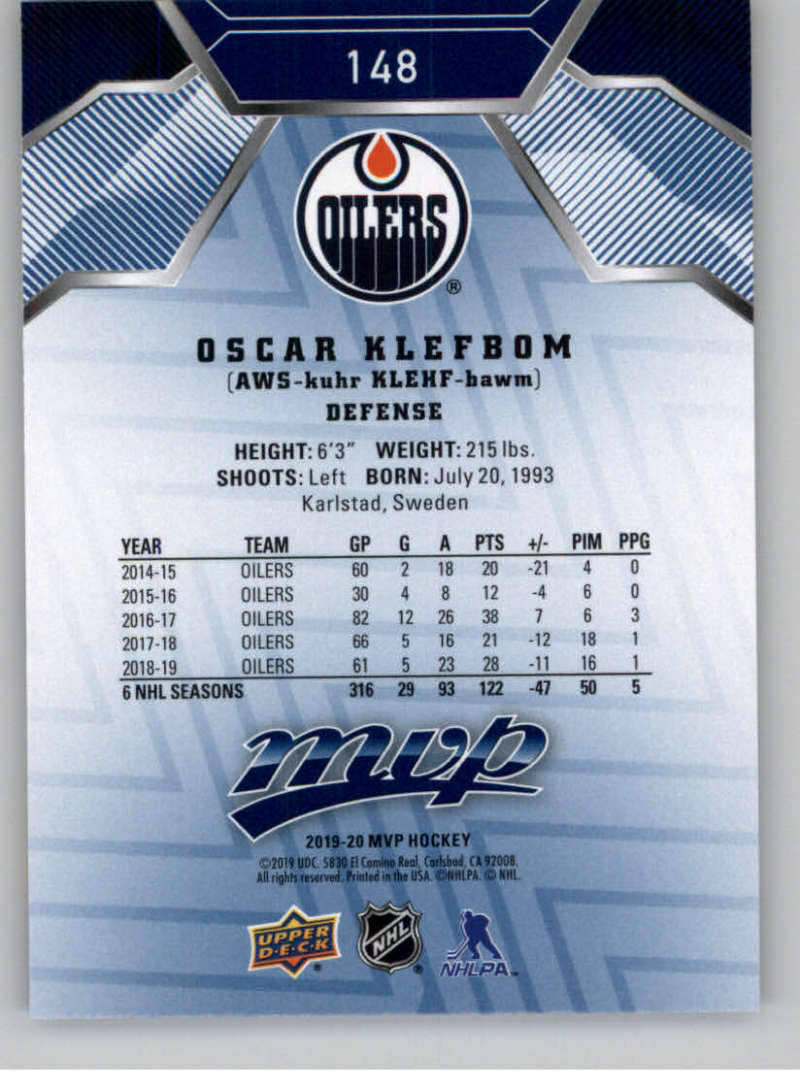 148
OILERS
®
OSCAR KLEFBOM
(AWS-kuhr KLEHF-bawm)
DEFENSE
HEIGHT: 6'3" WEIGHT: 215 lbs.
SHOOTS: Left BORN: July 20, 1993
Karlstad, Sweden
YEAR TEAM GP G A PTS +/- PIM PPG
2014-15 OILERS 60 2 18 20 -21 4 0
2015-16 OILERS 30 4 8 12 -4 6 0
2016-17 OILERS 82 12 26 38 7 6 3
2017-18 OILERS 66 5 16 21 -12 18 1
2018-19 OILERS 61 5 23 28 -11 16 1
6 NHL SEASONS 316 29 93 122 -47 50 5
mvp
2019-20 MVP HOCKEY
©2019 UDC. 5830 El Camino Real, Carlsbad, CA 92008.
All rights reserved. Printed in the USA. ©NHLPA. © NHL.
UPPER DECK ®
NHL ®
NHLPA™